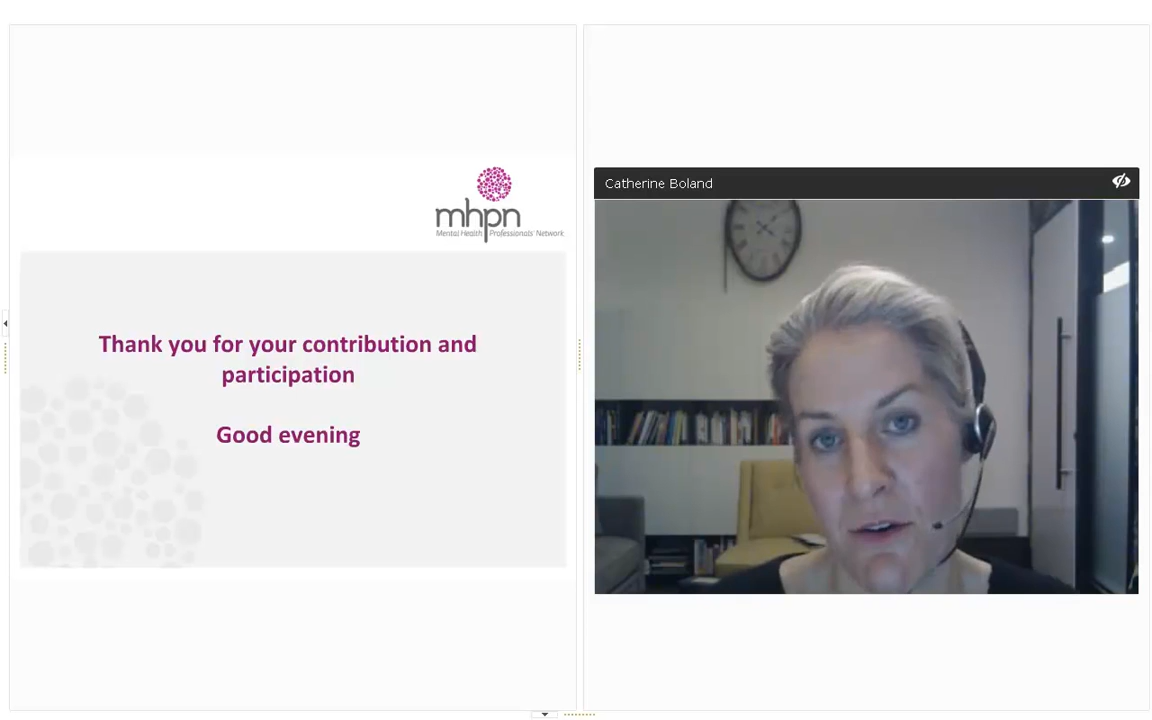 mhpn
Mental Health Professionals' Network
Thank you for your contribution and
participation
Good evening
Catherine Boland